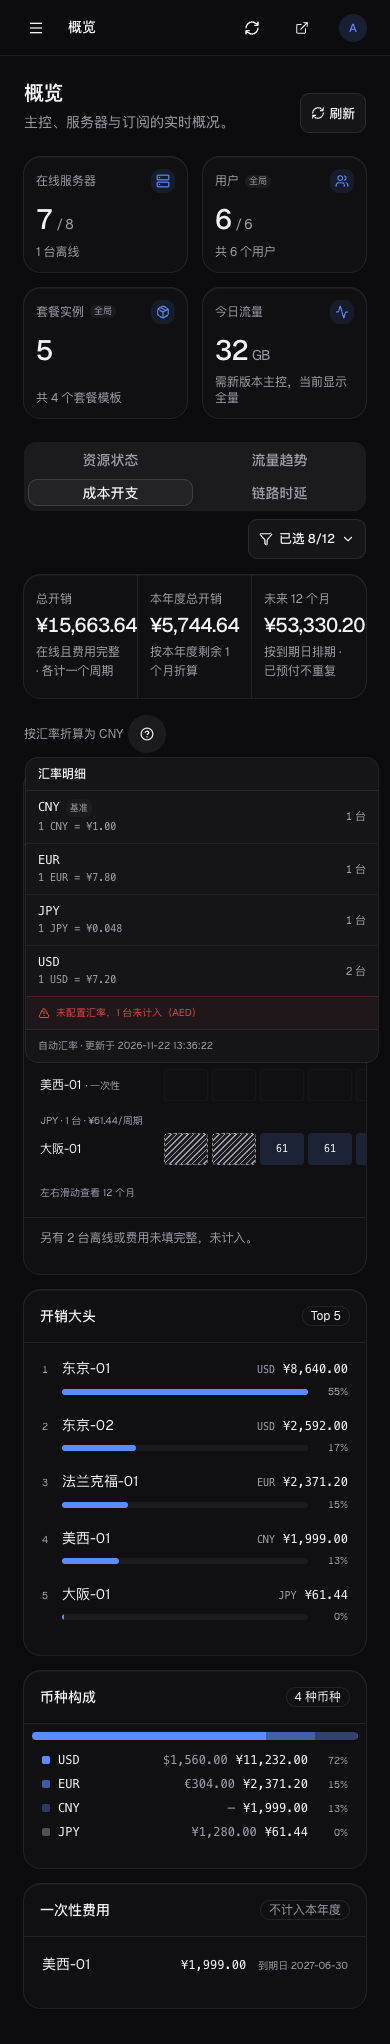 概览
A
概览
主控、服务器与订阅的实时概况。
刷新
在线服务器
7 / 8
1 台离线
用户 全局
6 / 6
共 6 个用户
套餐实例 全局
5
共 4 个套餐模板
今日流量
32 GB
需新版本主控，当前显示
全量
资源状态
流量趋势
成本开支
链路时延
已选 8/12
总开销
¥15,663.64
在线且费用完整
· 各计一个周期
本年度总开销
¥5,744.64
按本年度剩余 1
个月折算
未来 12 个月
¥53,330.20
按到期日排期 ·
已预付不重复
按汇率折算为 CNY
汇率明细
CNY 基准
1 CNY = ¥1.00
1 台
EUR
1 EUR = ¥7.80
1 台
JPY
1 JPY = ¥0.048
1 台
USD
1 USD = ¥7.20
2 台
未配置汇率，1 台未计入（AED）
自动汇率 · 更新于 2026-11-22 13:36:22
美西-01 · 一次性
JPY · 1 台 · ¥61.44/周期
大阪-01
61
61
左右滑动查看 12 个月
另有 2 台离线或费用未填完整，未计入。
开销大头
Top 5
1 东京-01 USD ¥8,640.00
55%
2 东京-02 USD ¥2,592.00
17%
3 法兰克福-01 EUR ¥2,371.20
15%
4 美西-01 CNY ¥1,999.00
13%
5 大阪-01 JPY ¥61.44
0%
币种构成
4 种币种
USD $1,560.00 ¥11,232.00 72%
EUR €304.00 ¥2,371.20 15%
CNY — ¥1,999.00 13%
JPY ¥1,280.00 ¥61.44 0%
一次性费用
不计入本年度
美西-01 ¥1,999.00 到期日 2027-06-30